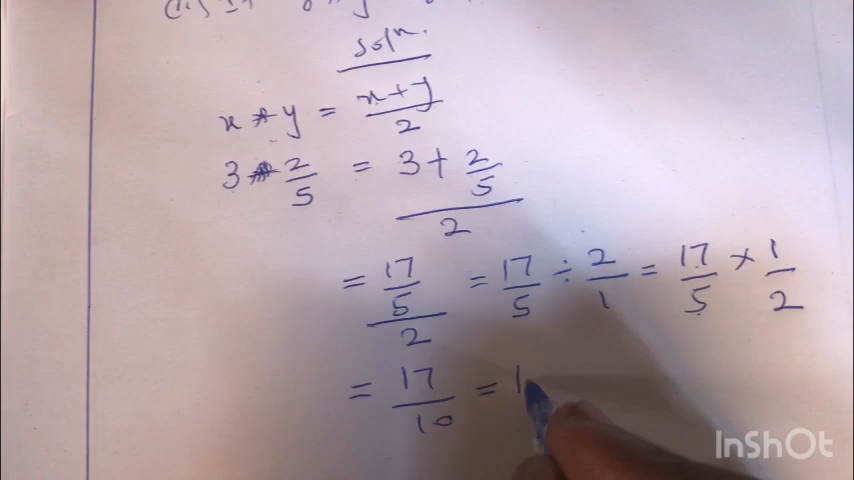 (ii)
soln.
x * y = x + y / 2
3 * 2/5 = 3 + 2/5 / 2
= 17/5 / 2 = 17/5 ÷ 2/1 = 17/5 × 1/2
= 17/10 = 1
InShOt